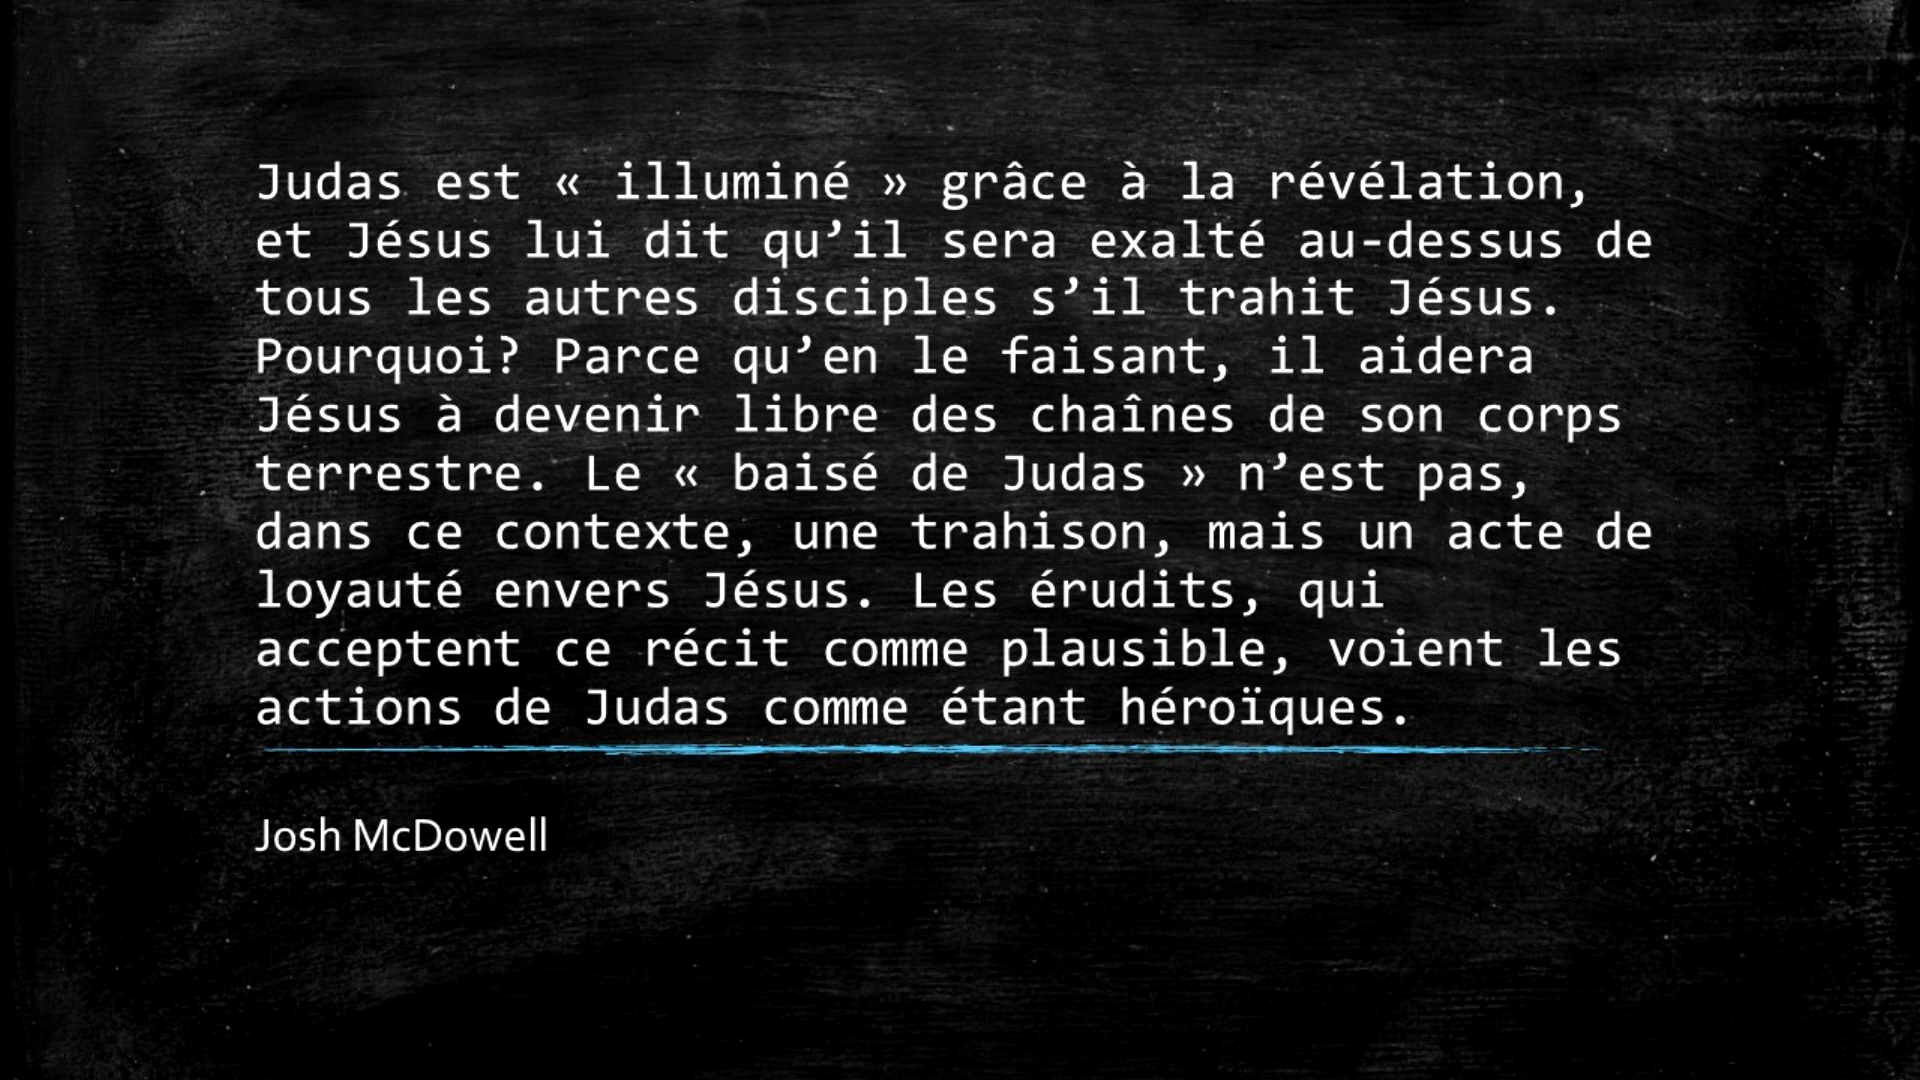 Judas est « illuminé » grâce à la révélation,
et Jésus lui dit qu’il sera exalté au-dessus de
tous les autres disciples s’il trahit Jésus.
Pourquoi? Parce qu’en le faisant, il aidera
Jésus à devenir libre des chaînes de son corps
terrestre. Le « baisé de Judas » n’est pas,
dans ce contexte, une trahison, mais un acte de
loyauté envers Jésus. Les érudits, qui
acceptent ce récit comme plausible, voient les
actions de Judas comme étant héroïques.
Josh McDowell